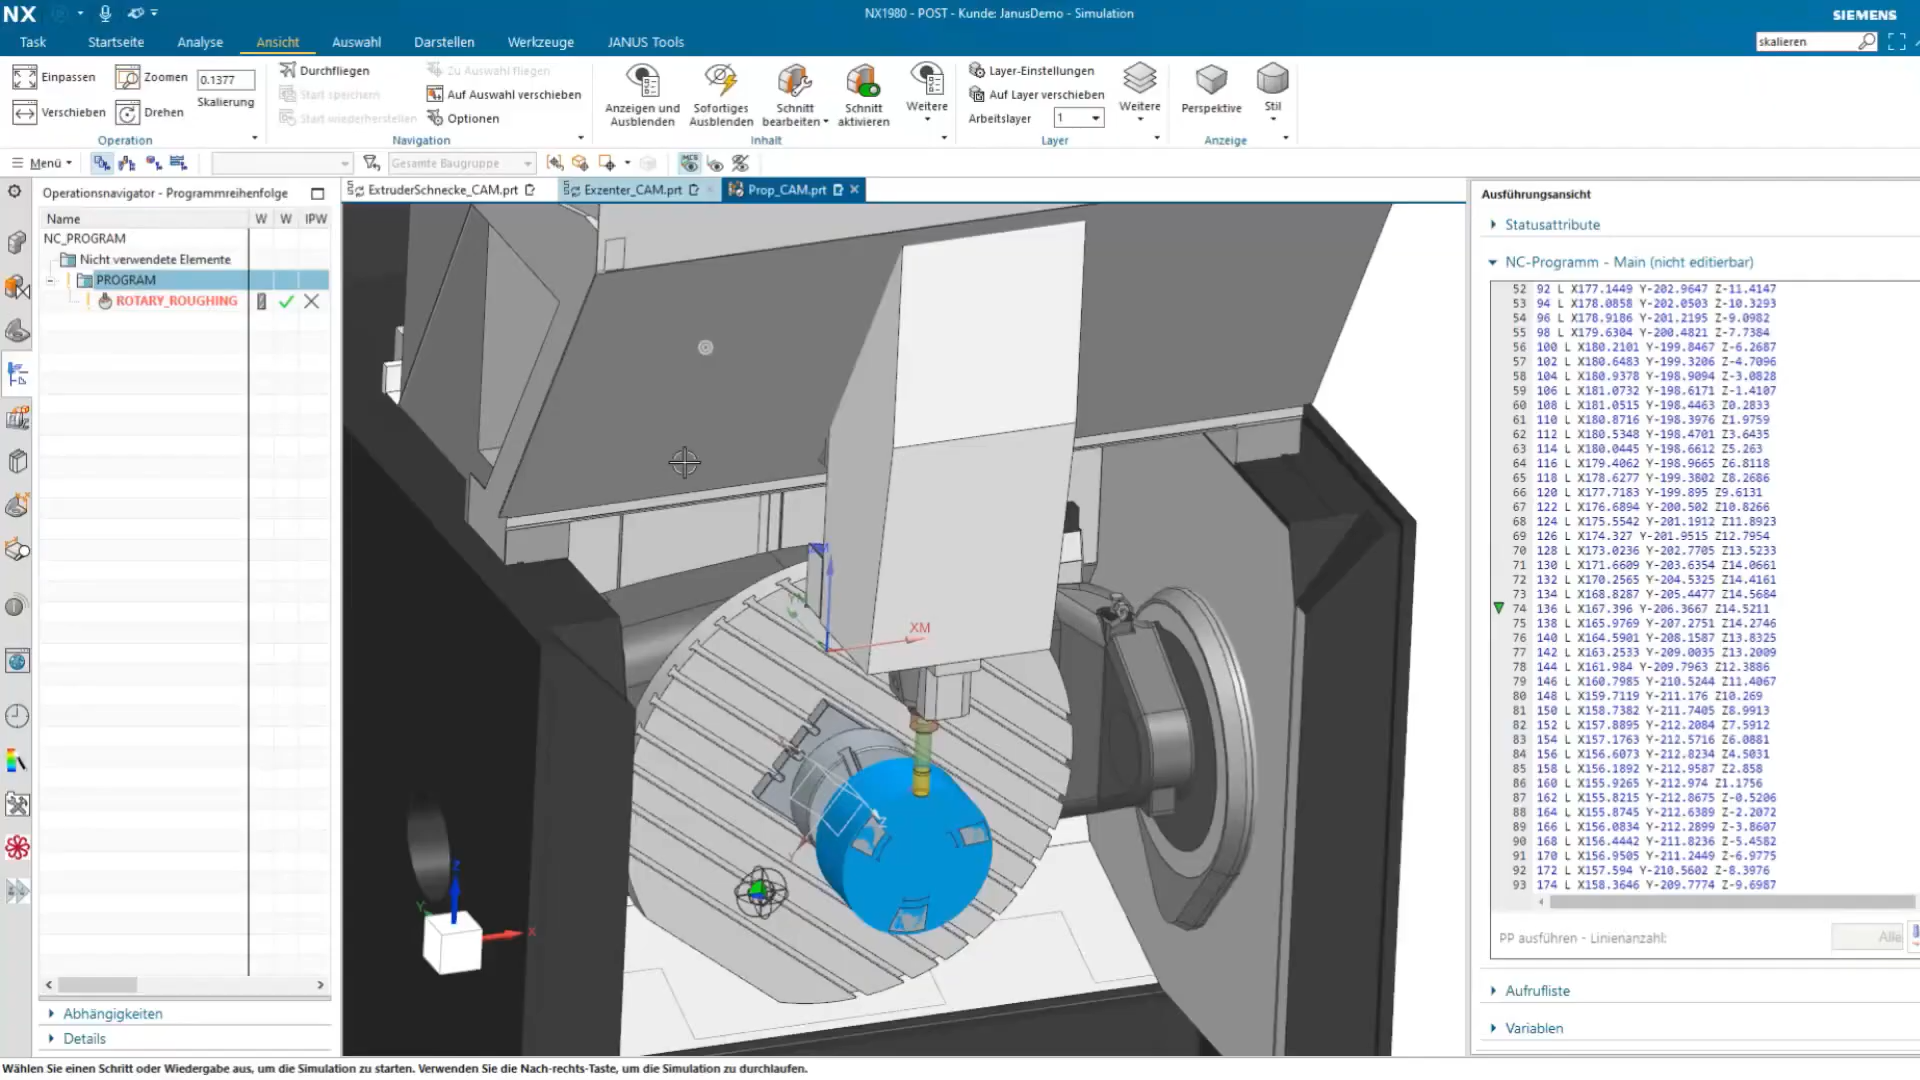 NX
NX1980 - POST - Kunde: JanusDemo - Simulation
SIEMENS
Task Startseite Analyse Ansicht Auswahl Darstellen Werkzeuge JANUS Tools
skalieren
Einpassen Zoomen 0.1377
Verschieben Drehen Skalierung
Operation
Durchfliegen Zu Auswahl fliegen
Start speichern Auf Auswahl verschieben
Start wiederherstellen Optionen
Navigation
Anzeigen und Ausblenden
Sofortiges Ausblenden
Schnitt bearbeiten
Schnitt aktivieren
Weitere
Inhalt
Layer-Einstellungen
Auf Layer verschieben
Arbeitslayer 1
Weitere
Layer
Perspektive Stil
Anzeige
Menü
Gesamte Baugruppe
Operationsnavigator - Programmreihenfolge
Name W W IPW
NC_PROGRAM
Nicht verwendete Elemente
PROGRAM
ROTARY_ROUGHING
Abhängigkeiten
Details
ExtruderSchnecke_CAM.prt Exzenter_CAM.prt Prop_CAM.prt
XM
Z
Y
X
Z
Ausführungsansicht
Statusattribute
NC-Programm - Main (nicht editierbar)
52 92 L X177.1449 Y-202.9647 Z-11.4147
53 94 L X178.0858 Y-202.0503 Z-10.3293
54 96 L X178.9186 Y-201.2195 Z-9.0982
55 98 L X179.6304 Y-200.4821 Z-7.7384
56 100 L X180.2101 Y-199.8467 Z-6.2687
57 102 L X180.6483 Y-199.3206 Z-4.7096
58 104 L X180.9378 Y-198.9094 Z-3.0828
59 106 L X181.0732 Y-198.6171 Z-1.4107
60 108 L X181.0515 Y-198.4463 Z0.2833
61 110 L X180.8716 Y-198.3976 Z1.9759
62 112 L X180.5348 Y-198.4701 Z3.6435
63 114 L X180.0445 Y-198.6612 Z5.263
64 116 L X179.4062 Y-198.9665 Z6.8118
65 118 L X178.6277 Y-199.3802 Z8.2686
66 120 L X177.7183 Y-199.895 Z9.6131
67 122 L X176.6894 Y-200.502 Z10.8266
68 124 L X175.5542 Y-201.1912 Z11.8923
69 126 L X174.327 Y-201.9515 Z12.7954
70 128 L X173.0236 Y-202.7705 Z13.5233
71 130 L X171.6609 Y-203.6354 Z14.0661
72 132 L X170.2565 Y-204.5325 Z14.4161
73 134 L X168.8287 Y-205.4477 Z14.5684
74 136 L X167.396 Y-206.3667 Z14.5211
75 138 L X165.9769 Y-207.2751 Z14.2746
76 140 L X164.5901 Y-208.1587 Z13.8325
77 142 L X163.2533 Y-209.0035 Z13.2009
78 144 L X161.984 Y-209.7963 Z12.3886
79 146 L X160.7985 Y-210.5244 Z11.4067
80 148 L X159.7119 Y-211.176 Z10.269
81 150 L X158.7382 Y-211.7405 Z8.9913
82 152 L X157.8895 Y-212.2084 Z7.5912
83 154 L X157.1763 Y-212.5716 Z6.0881
84 156 L X156.6073 Y-212.8234 Z4.5031
85 158 L X156.1892 Y-212.9587 Z2.858
86 160 L X155.9265 Y-212.974 Z1.1756
87 162 L X155.8215 Y-212.8675 Z-0.5206
88 164 L X155.8745 Y-212.6389 Z-2.2072
89 166 L X156.0834 Y-212.2899 Z-3.8607
90 168 L X156.4442 Y-211.8236 Z-5.4582
91 170 L X156.9505 Y-211.2449 Z-6.9775
92 172 L X157.594 Y-210.5602 Z-8.3976
93 174 L X158.3646 Y-209.7774 Z-9.6987
PP ausführen - Linienanzahl: Alle
Aufrufliste
Variablen
Wählen Sie einen Schritt oder Wiedergabe aus, um die Simulation zu starten. Verwenden Sie die Nach-rechts-Taste, um die Simulation zu durchlaufen.